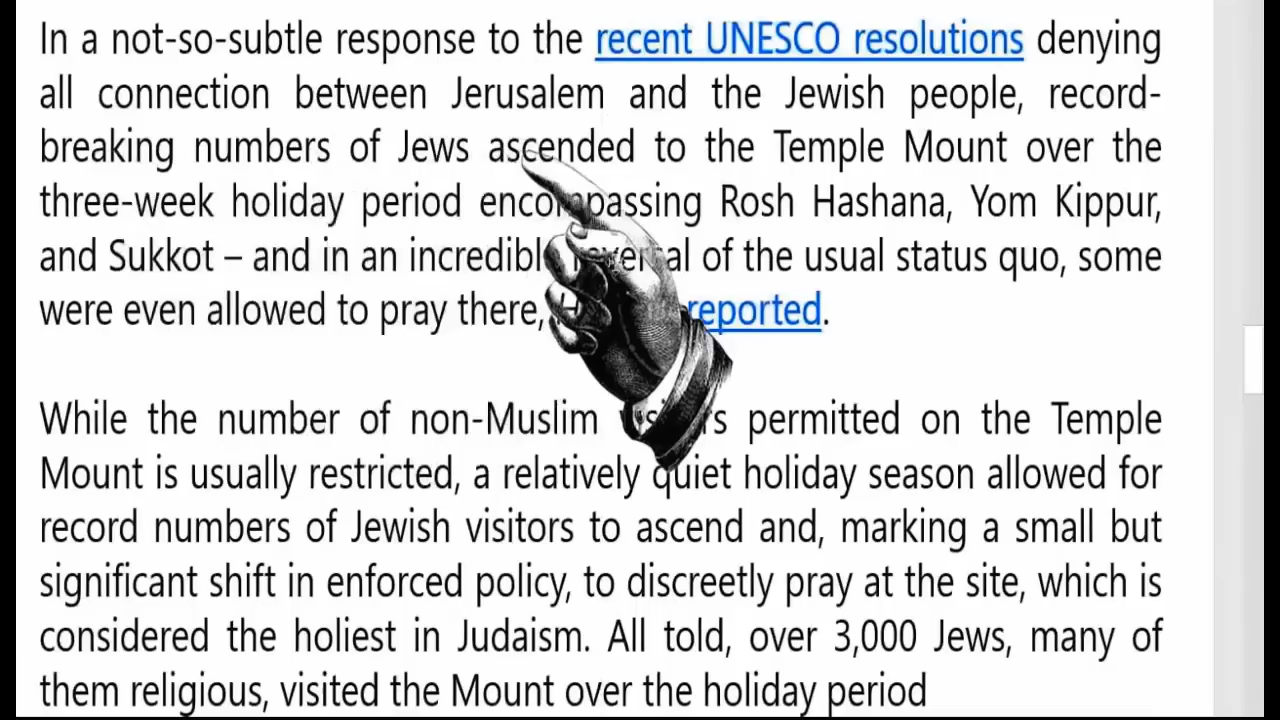 In a not-so-subtle response to the recent UNESCO resolutions denying
all connection between Jerusalem and the Jewish people, record-
breaking numbers of Jews ascended to the Temple Mount over the
three-week holiday period encompassing Rosh Hashana, Yom Kippur,
and Sukkot – and in an incredible reversal of the usual status quo, some
were even allowed to pray there, reported.
While the number of non-Muslim visitors permitted on the Temple
Mount is usually restricted, a relatively quiet holiday season allowed for
record numbers of Jewish visitors to ascend and, marking a small but
significant shift in enforced policy, to discreetly pray at the site, which is
considered the holiest in Judaism. All told, over 3,000 Jews, many of
them religious, visited the Mount over the holiday period